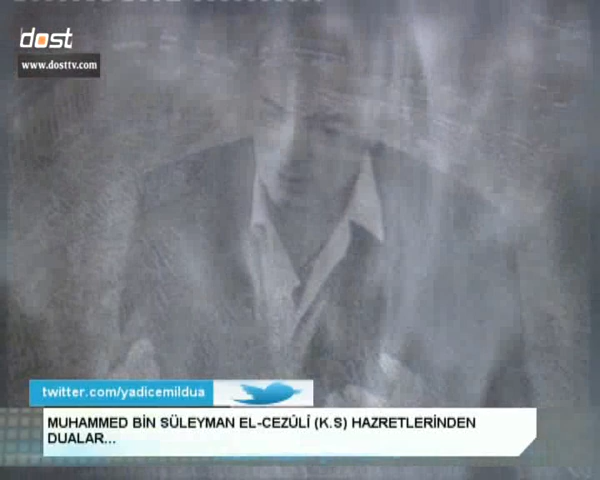 dost
www.dosttv.com
twitter.com/yadicemildua
MUHAMMED BİN SÜLEYMAN EL-CEZÛLÎ (K.S) HAZRETLERİNDEN
DUALAR...